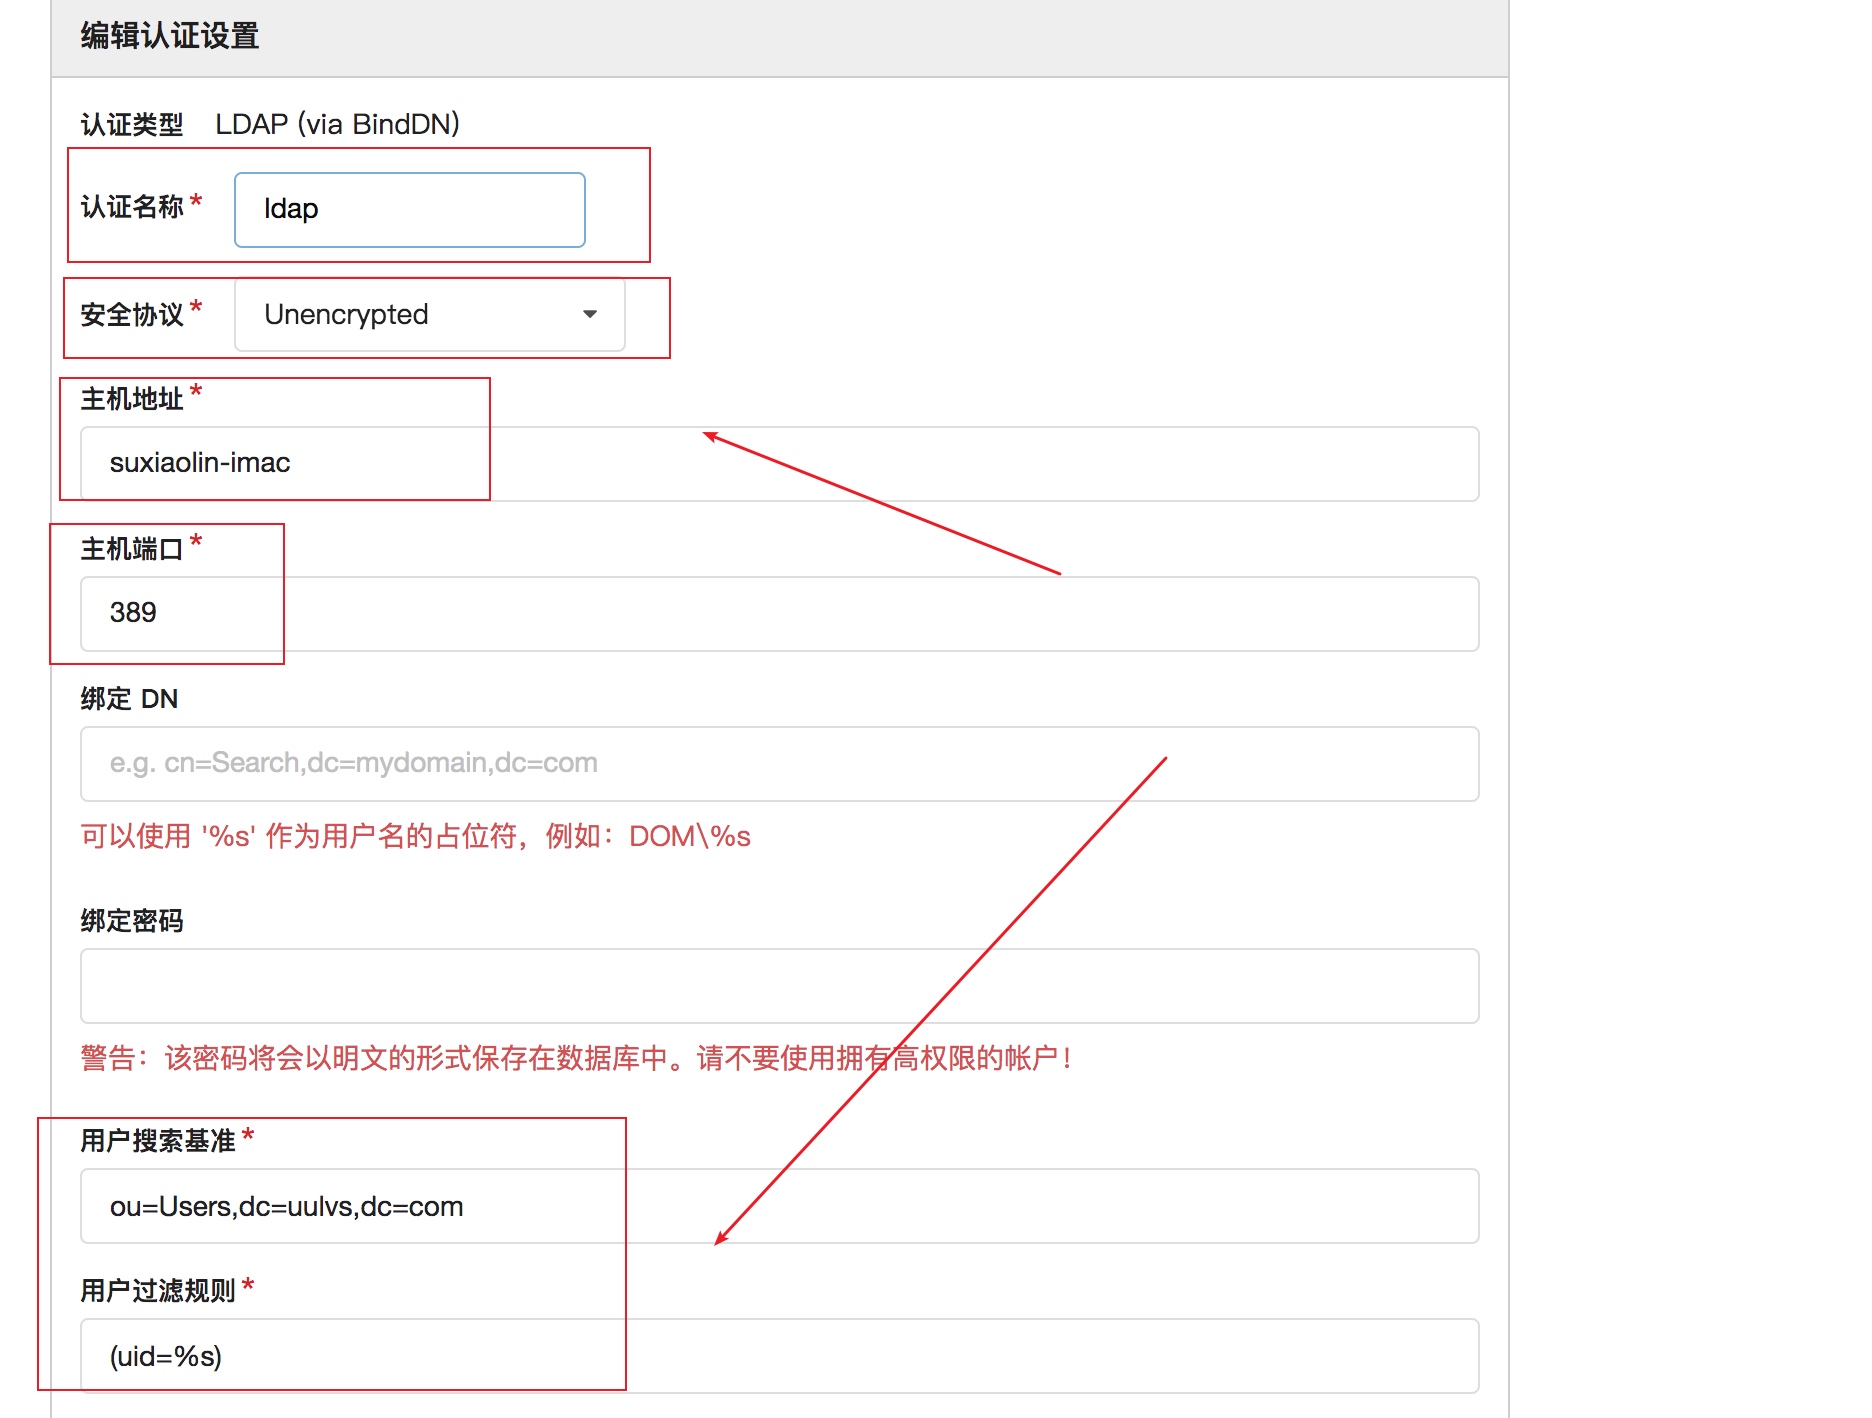 编辑认证设置
认证类型 LDAP (via BindDN)
认证名称* ldap
安全协议* Unencrypted
主机地址*
suxiaolin-imac
主机端口*
389
绑定 DN
e.g. cn=Search,dc=mydomain,dc=com
可以使用 '%s' 作为用户名的占位符，例如：DOM\%s
绑定密码
警告：该密码将会以明文的形式保存在数据库中。请不要使用拥有高权限的帐户！
用户搜索基准*
ou=Users,dc=uulvs,dc=com
用户过滤规则*
(uid=%s)